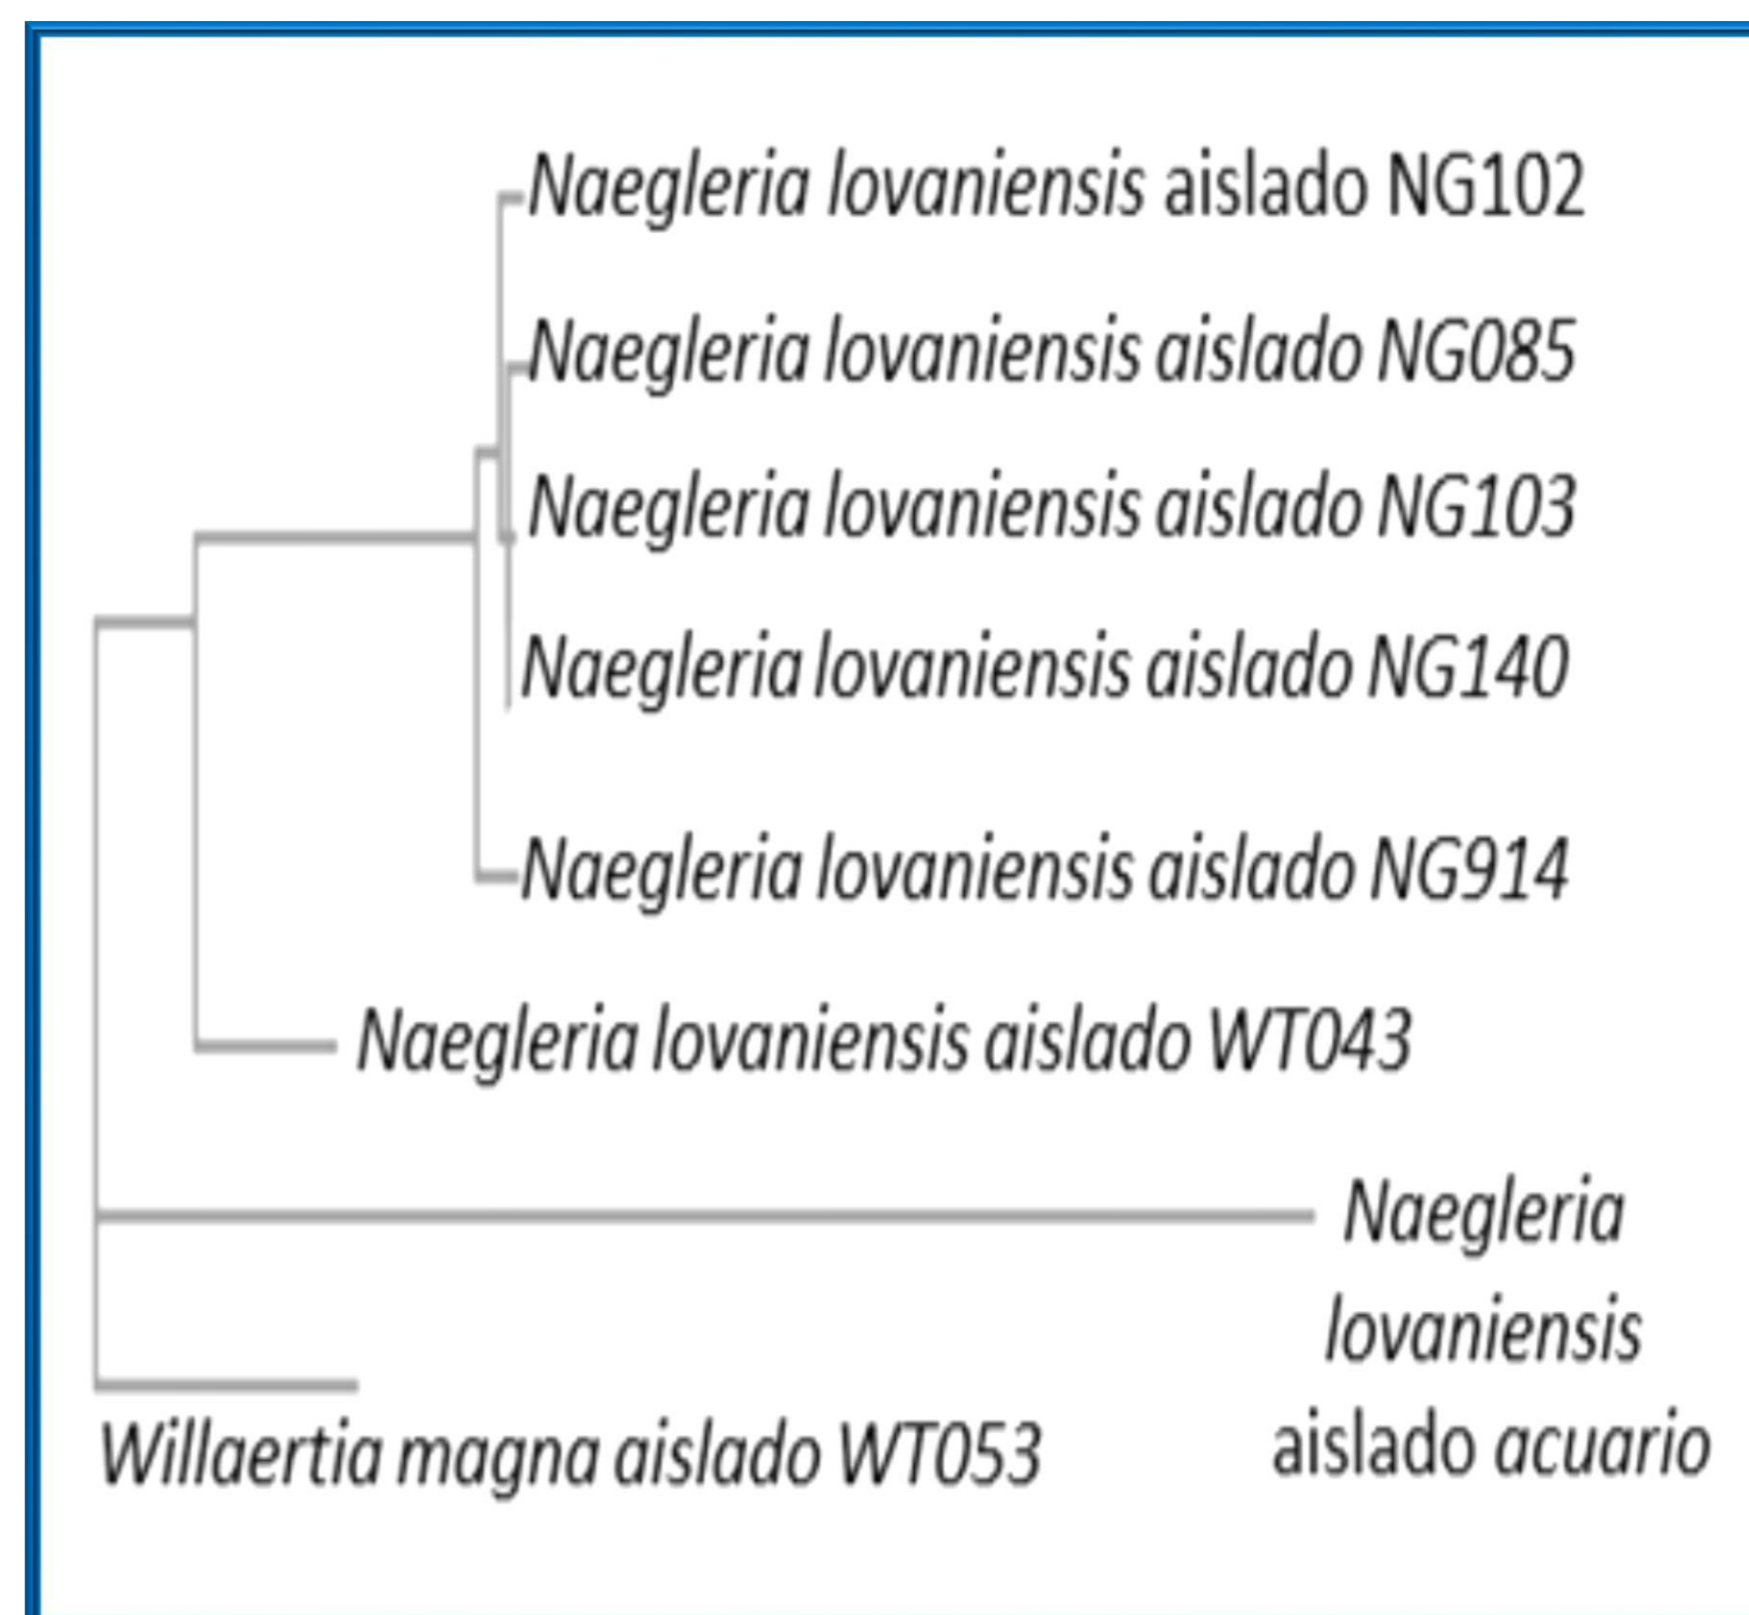 Naegleria lovaniensis aislado NG102
Naegleria lovaniensis aislado NG085
Naegleria lovaniensis aislado NG103
Naegleria lovaniensis aislado NG140
Naegleria lovaniensis aislado NG914
Naegleria lovaniensis aislado WT043
Naegleria
lovaniensis
aislado acuario
Willaertia magna aislado WT053